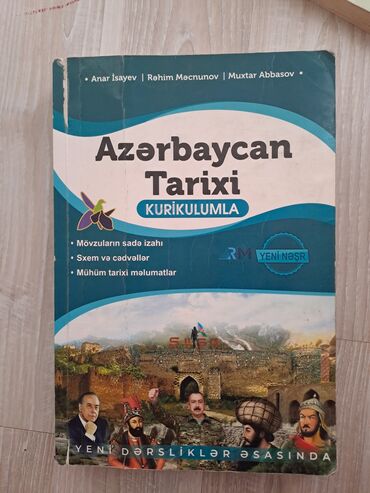 • Anar İsayev | Rəhim Məcnunov | Muxtar Abbasov •
Azərbaycan
Tarixi
KURİKULUMLA
• Mövzuların sadə izahı
• Sxem və cədvəllər
• Mühüm tarixi məlumatlar
RM
YENİ NƏŞR
YENİ DƏRSLİKLƏR ƏSASINDA